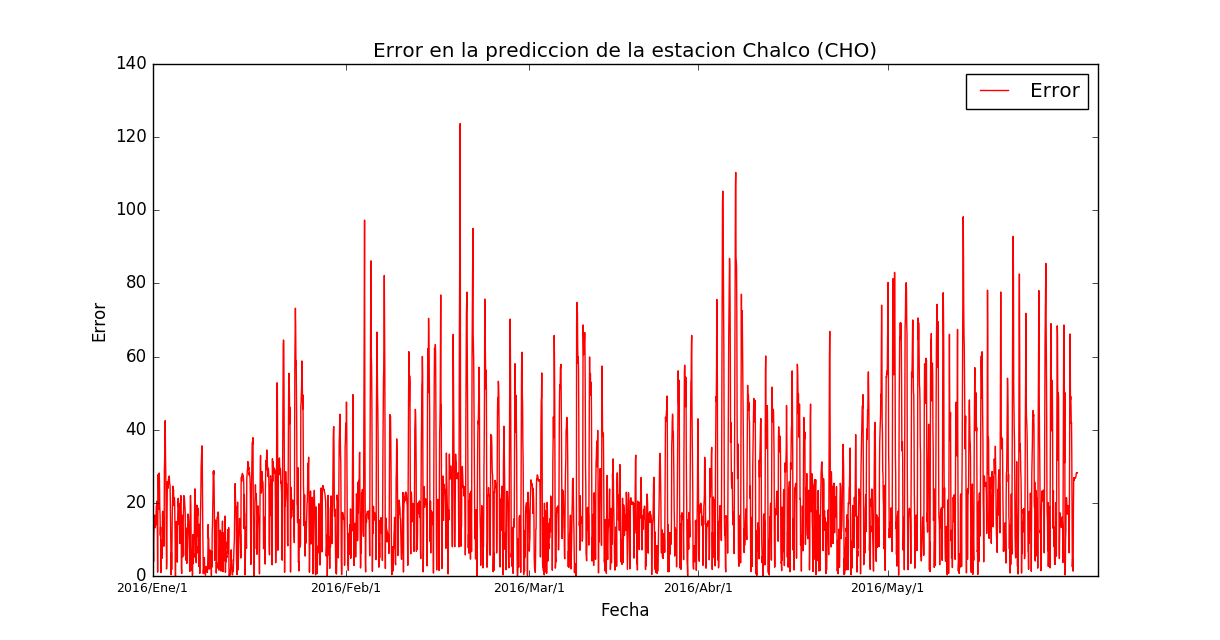 Error en la prediccion de la estacion Chalco (CHO)
140
120
100
80
60
40
20
0
Error
Error
2016/Ene/1 2016/Feb/1 2016/Mar/1 2016/Abr/1 2016/May/1
Fecha